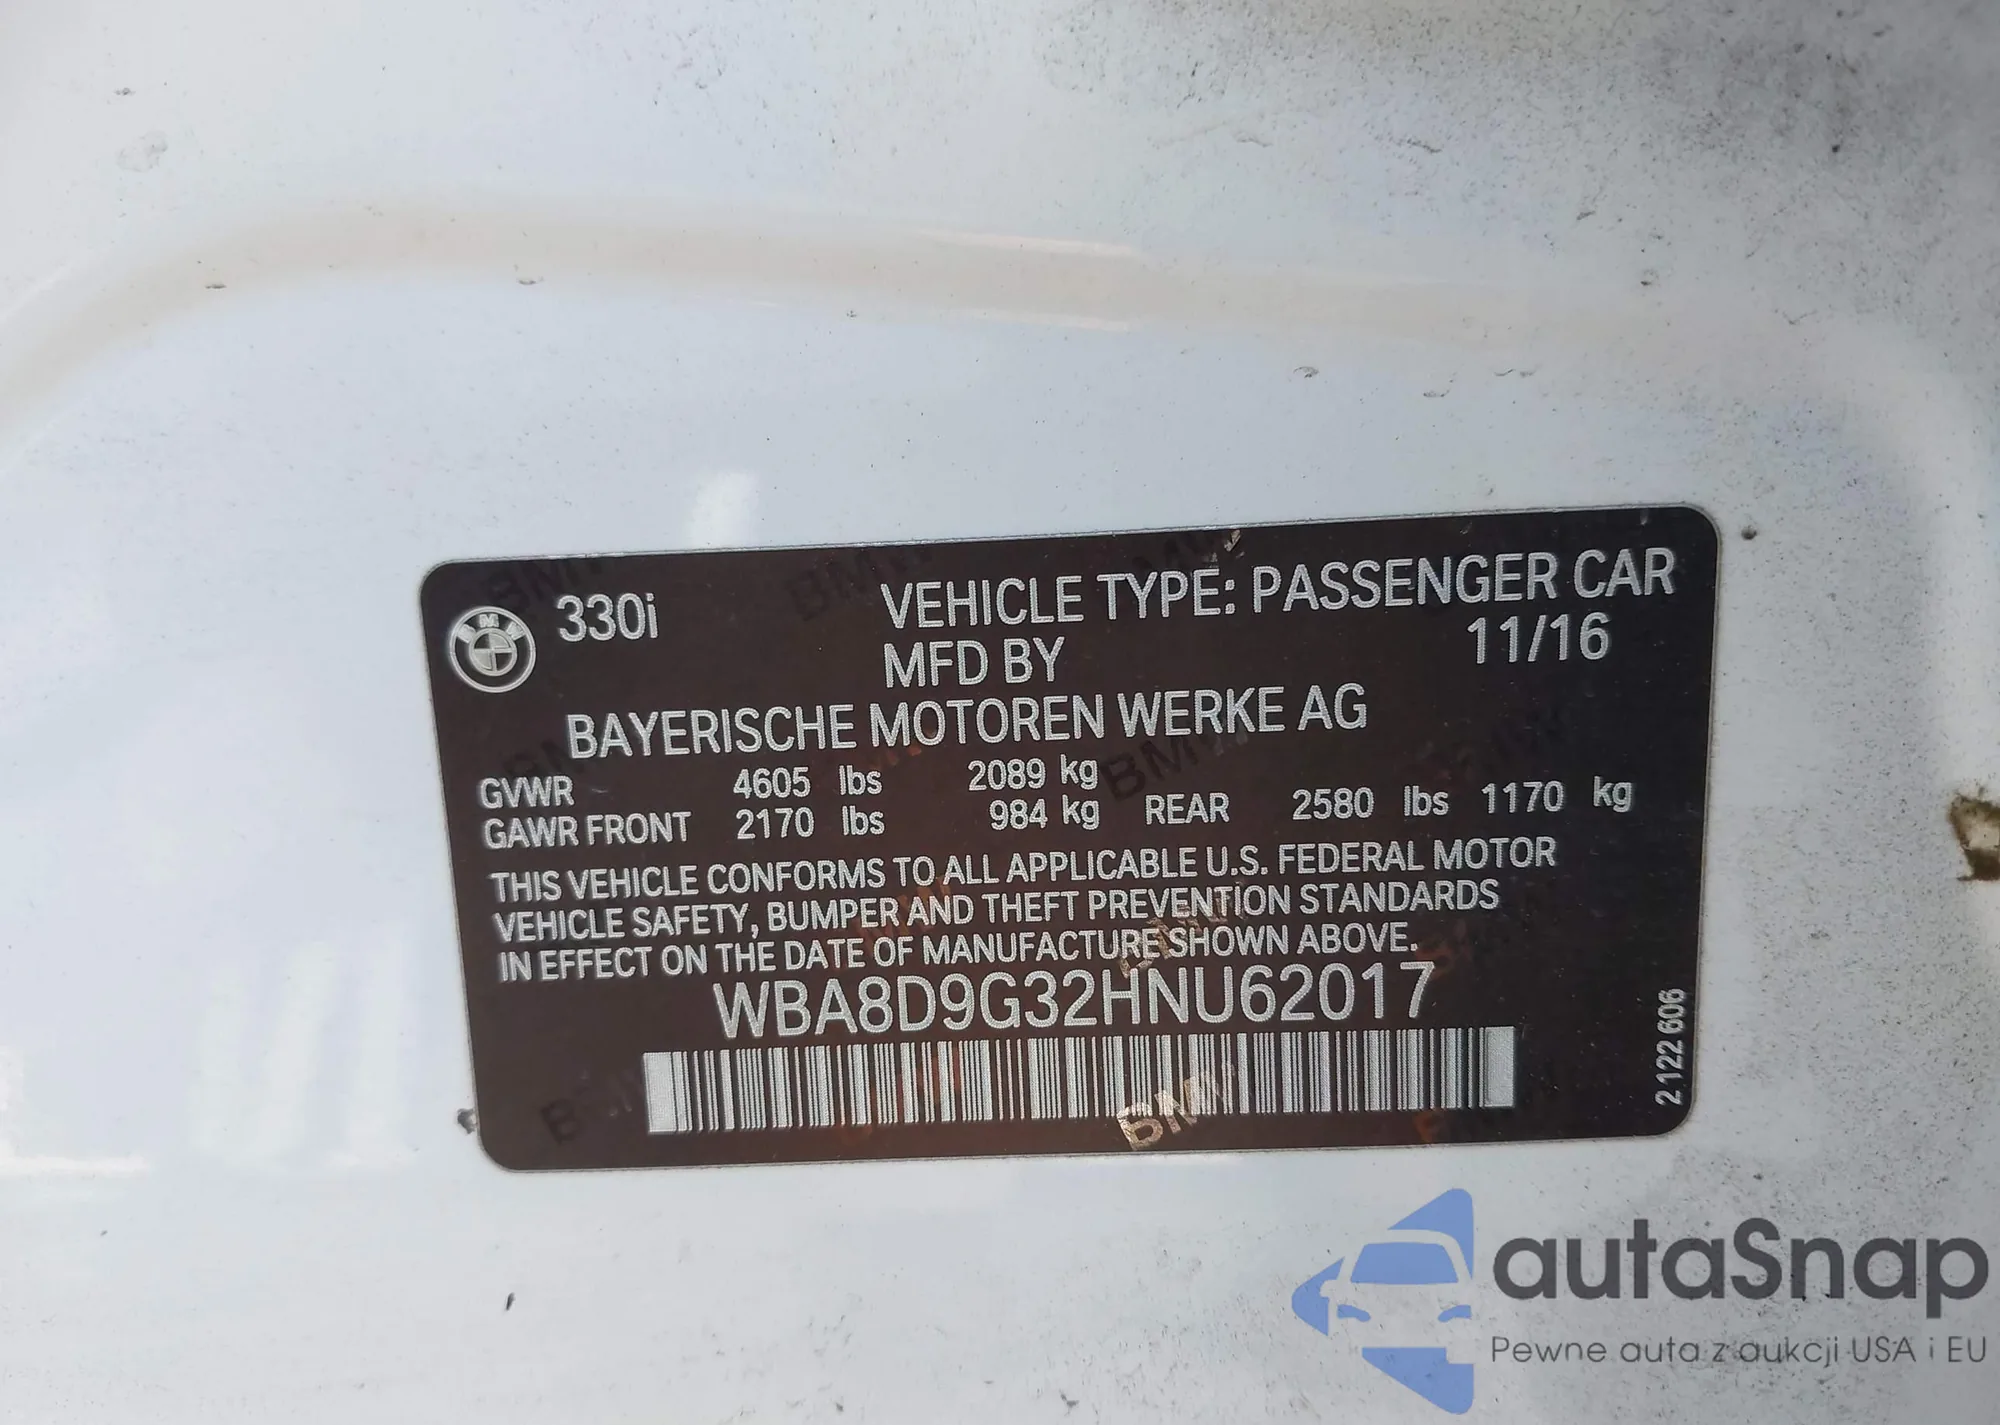 BMW 330i VEHICLE TYPE: PASSENGER CAR
MFD BY 11/16
BAYERISCHE MOTOREN WERKE AG
GVWR 4605 lbs 2089 kg
GAWR FRONT 2170 lbs 984 kg REAR 2580 lbs 1170 kg
THIS VEHICLE CONFORMS TO ALL APPLICABLE U.S. FEDERAL MOTOR
VEHICLE SAFETY, BUMPER AND THEFT PREVENTION STANDARDS
IN EFFECT ON THE DATE OF MANUFACTURE SHOWN ABOVE.
WBA8D9G32HNU62017
BMW
2 122 606
autaSnap
Pewne auta z aukcji USA i EU